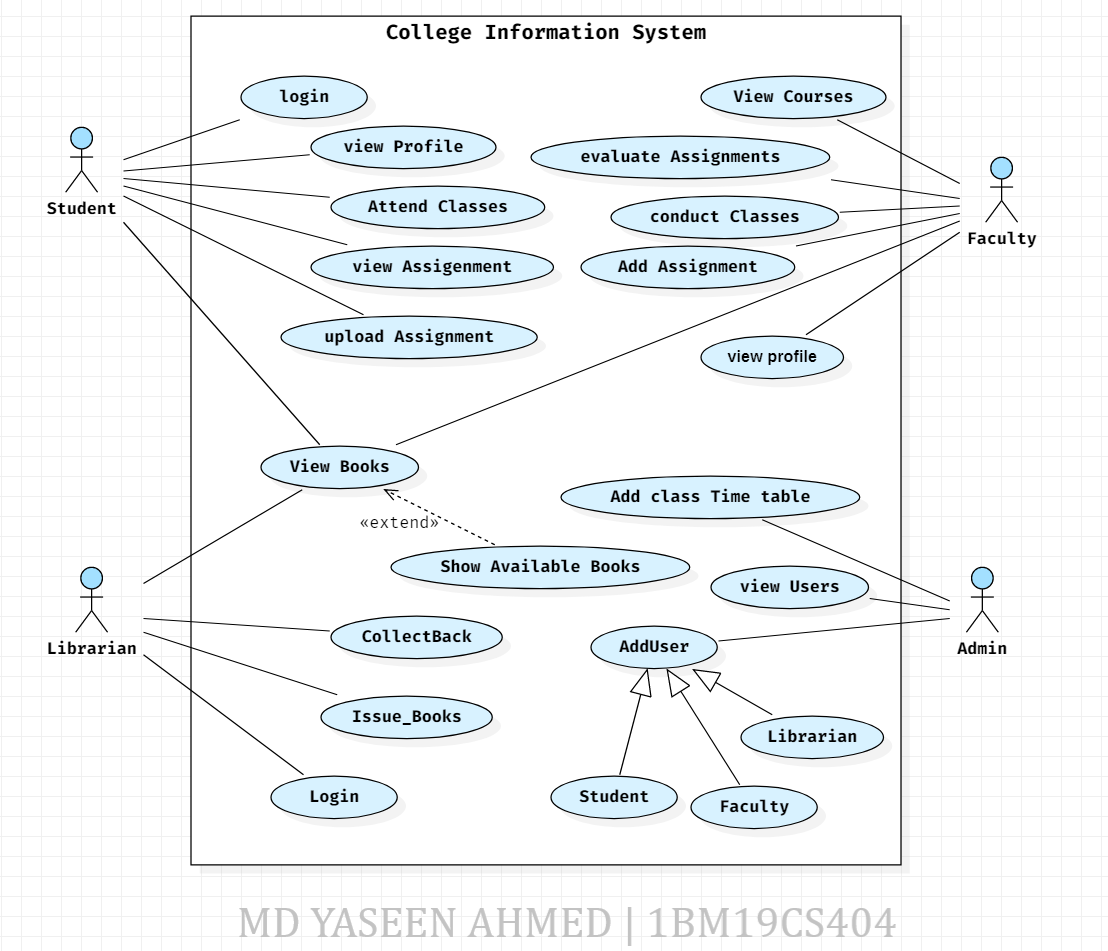 College Information System
login
View Courses
view Profile
evaluate Assignments
Student
Attend Classes
conduct Classes
Faculty
view Assigenment
Add Assignment
upload Assignment
view profile
View Books
Add class Time table
«extend»
Show Available Books
view Users
Librarian
CollectBack
AddUser
Admin
Issue_Books
Librarian
Login
Student
Faculty
MD YASEEN AHMED | 1BM19CS404